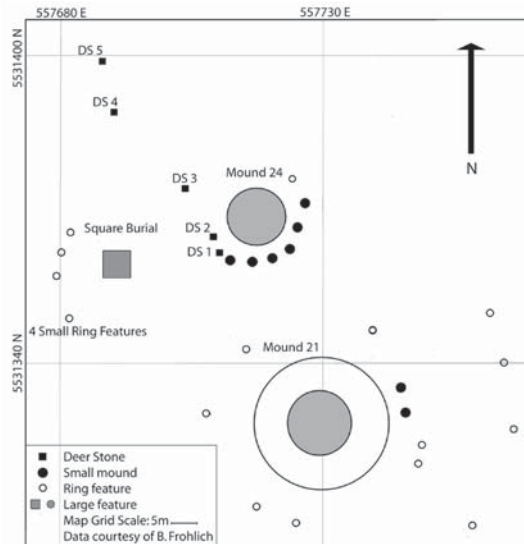 557680 E
557730 E
5531400 N
DS 5
DS 4
N
Mound 24
DS 3
Square Burial
DS 2
DS 1
4 Small Ring Features
5531340 N
Mound 21
Deer Stone
Small mound
Ring feature
Large feature
Map Grid Scale: 5m
Data courtesy of B. Frohlich